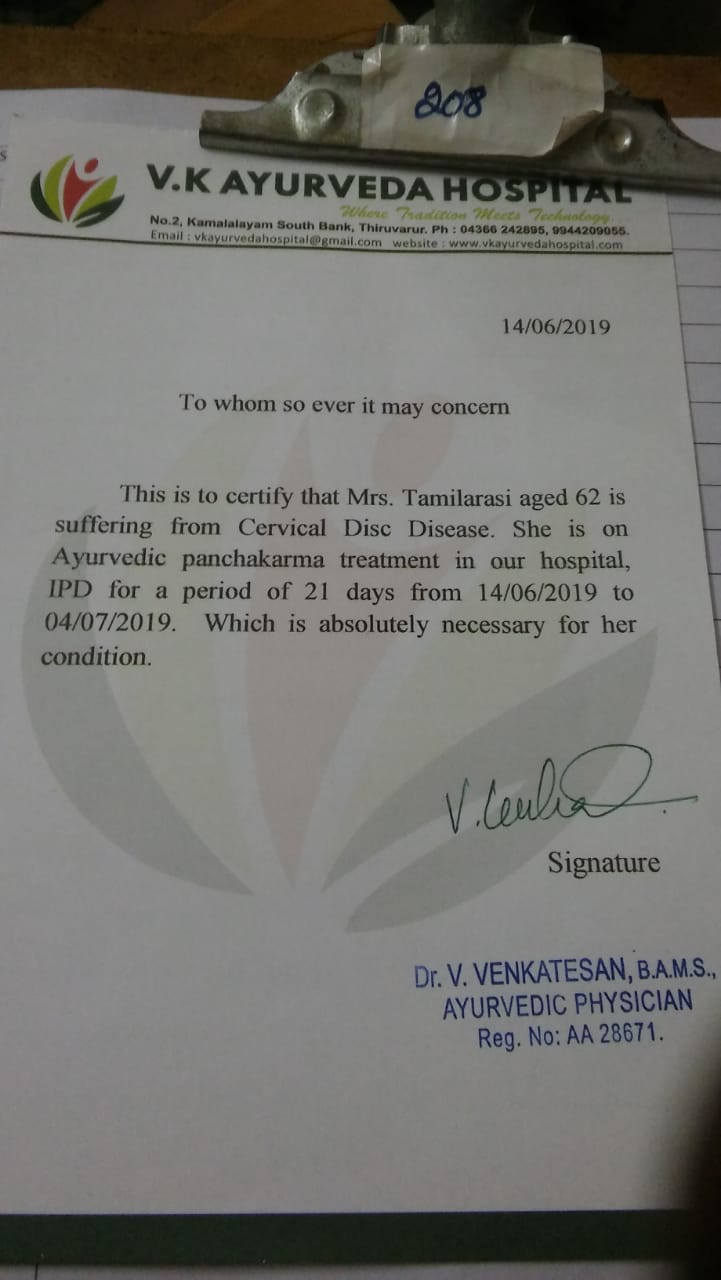 208
V.K AYURVEDA HOSPITAL
Where Tradition Meets Technology...
No.2, Kamalalayam South Bank, Thiruvarur. Ph : 04366 242895, 9944209055.
Email : vkayurvedahospital@gmail.com website : www.vkayurvedahospital.com
14/06/2019
To whom so ever it may concern
This is to certify that Mrs. Tamilarasi aged 62 is
suffering from Cervical Disc Disease. She is on
Ayurvedic panchakarma treatment in our hospital,
IPD for a period of 21 days from 14/06/2019 to
04/07/2019. Which is absolutely necessary for her
condition.
Signature
Dr. V. VENKATESAN, B.A.M.S.,
AYURVEDIC PHYSICIAN
Reg. No: AA 28671.